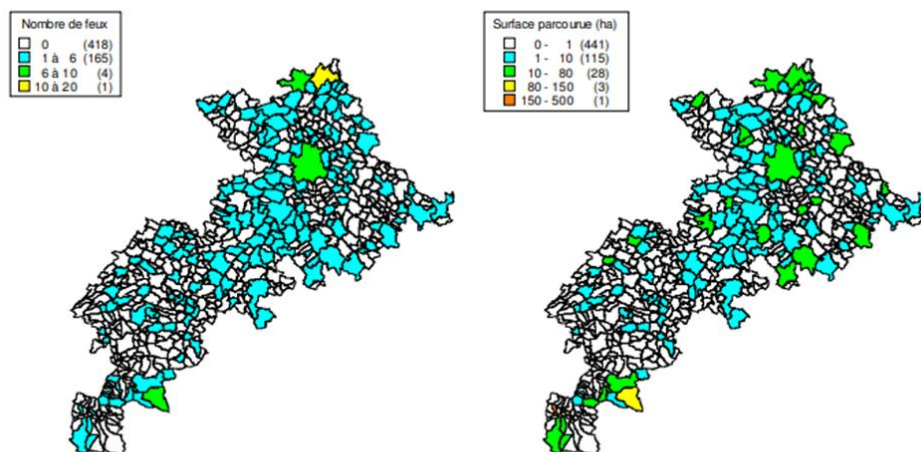 Nombre de feux
0 (418)
1 à 6 (165)
6 à 10 (4)
10 à 20 (1)
Surface parcourue (ha)
0 - 1 (441)
1 - 10 (115)
10 - 80 (28)
80 - 150 (3)
150 - 500 (1)